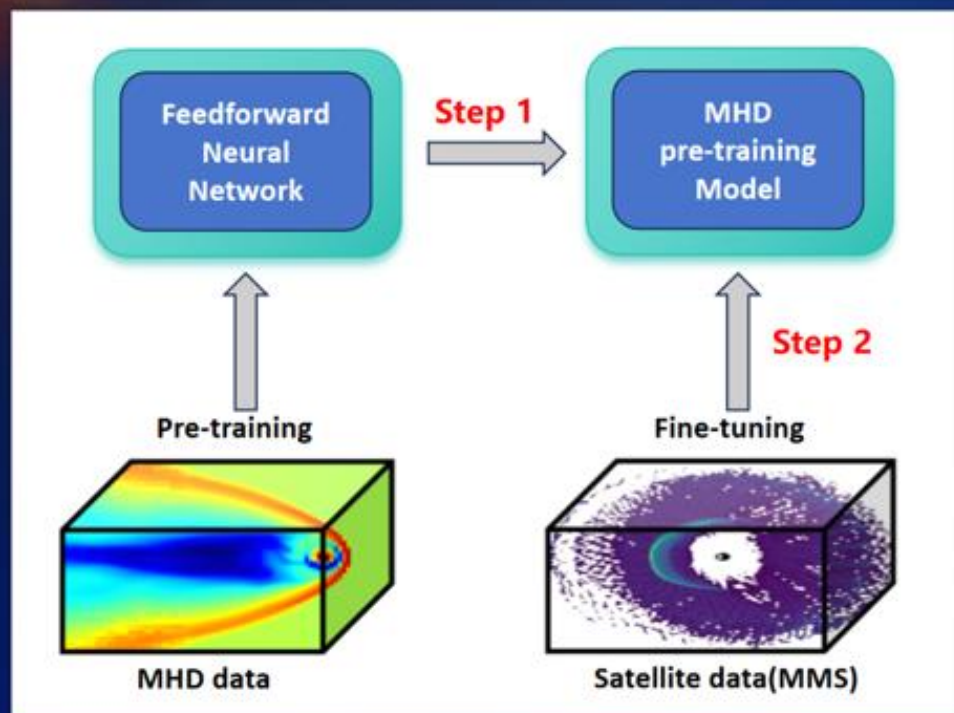 Feedforward
Neural
Network
Step 1
MHD
pre-training
Model
Step 2
Pre-training
Fine-tuning
MHD data
Satellite data(MMS)